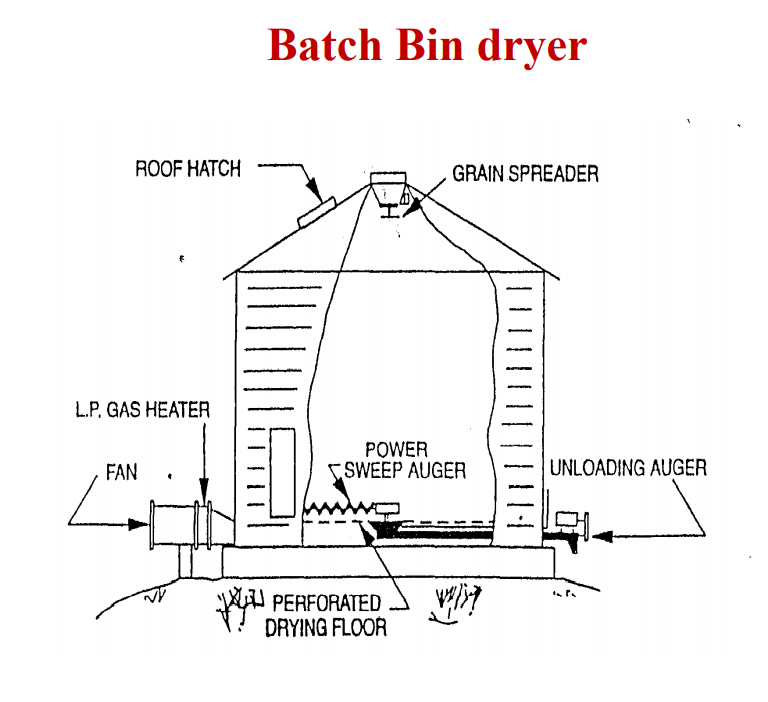 Batch Bin dryer
ROOF HATCH
GRAIN SPREADER
L.P. GAS HEATER
FAN
POWER
SWEEP AUGER
UNLOADING AUGER
PERFORATED
DRYING FLOOR